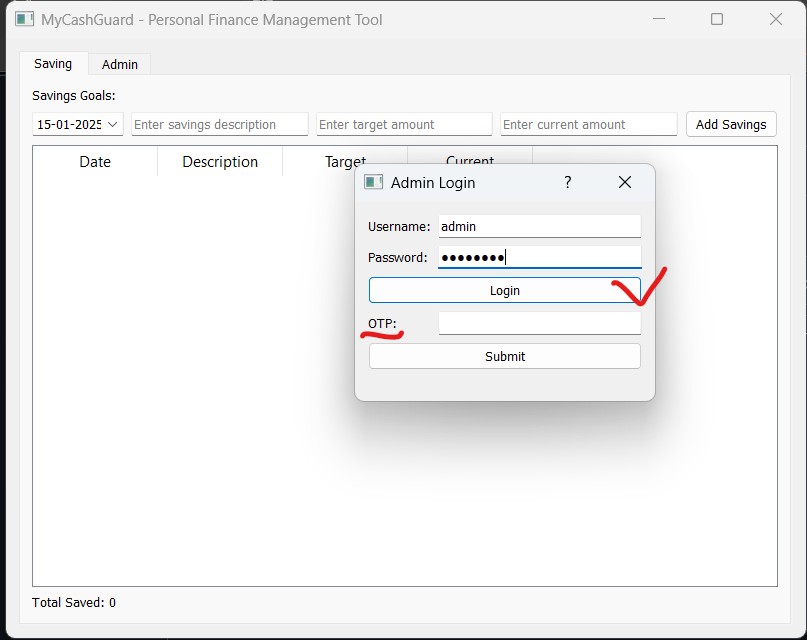 MyCashGuard - Personal Finance Management Tool
Saving Admin
Savings Goals:
15-01-2025 Enter savings description Enter target amount Enter current amount Add Savings
Date Description Target Current
Admin Login ?
Username: admin
Password: ●●●●●●●●
Login
OTP:
Submit
Total Saved: 0